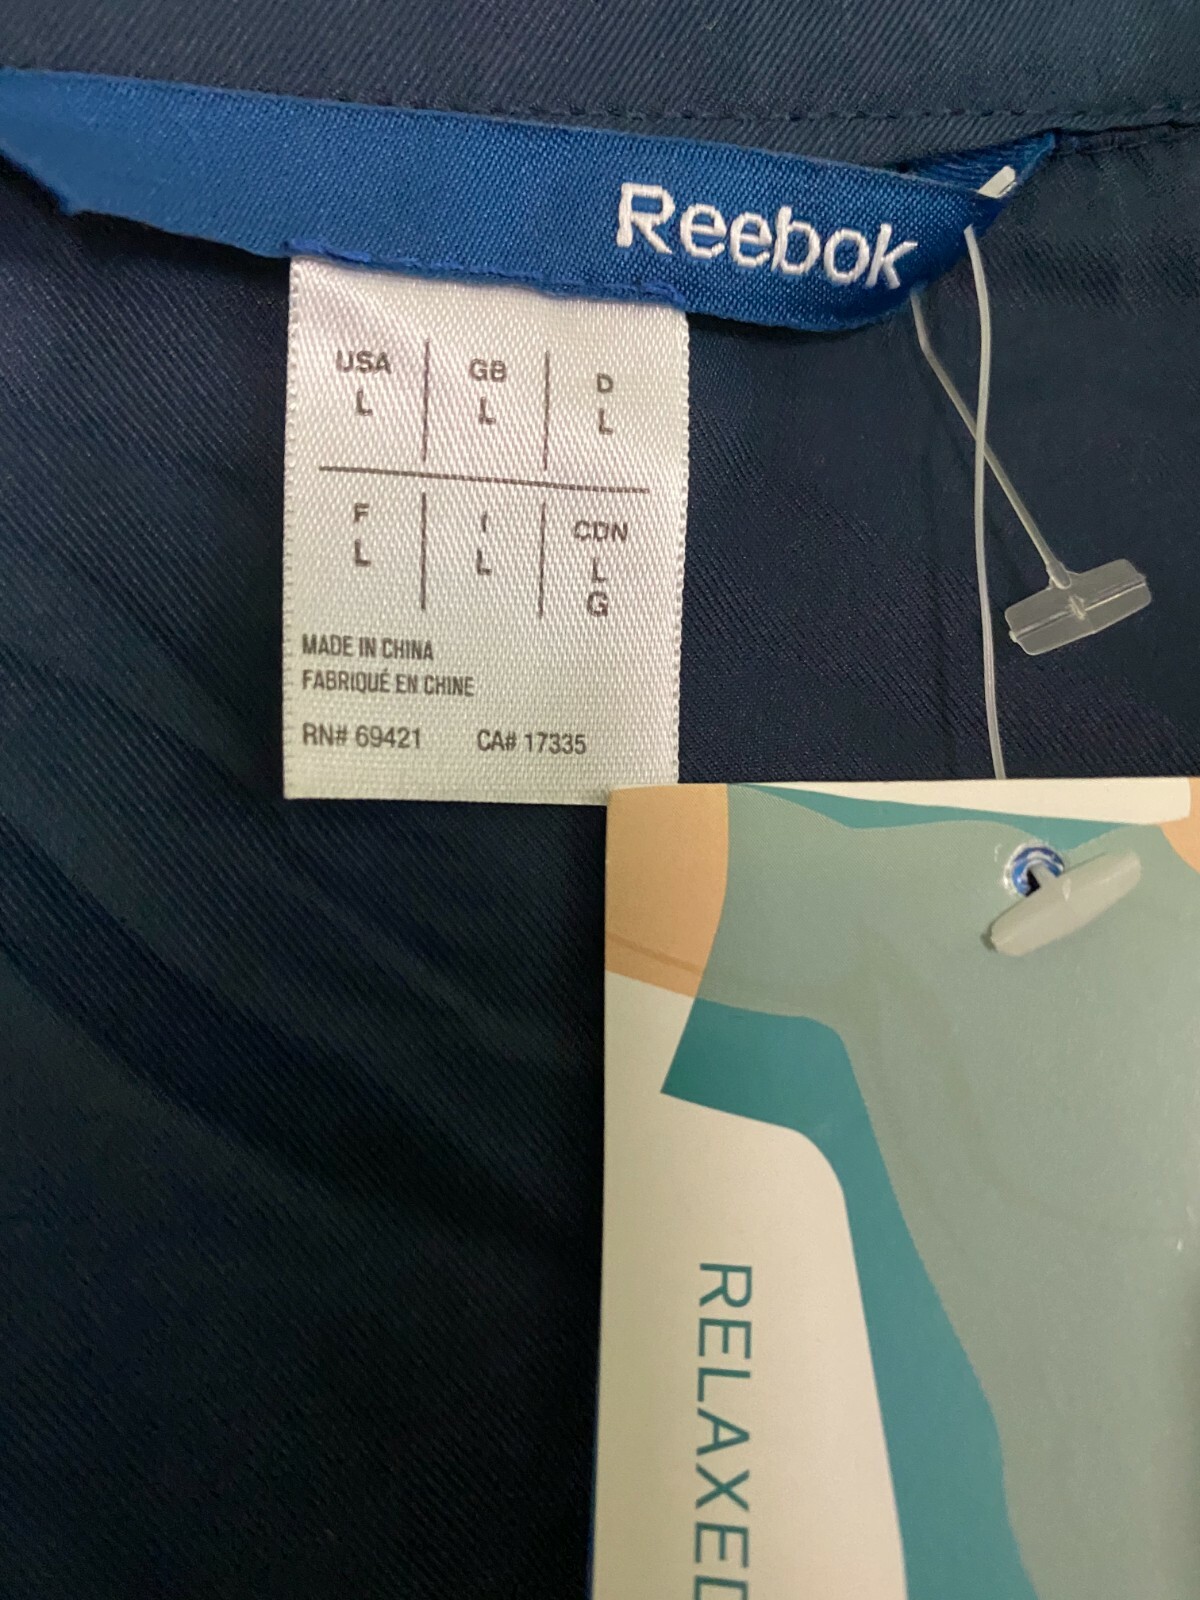 Reebok
USA GB D
L L L
F I CDN
L L L
G
MADE IN CHINA
FABRIQUÉ EN CHINE
RN# 69421 CA# 17335
RELAXED